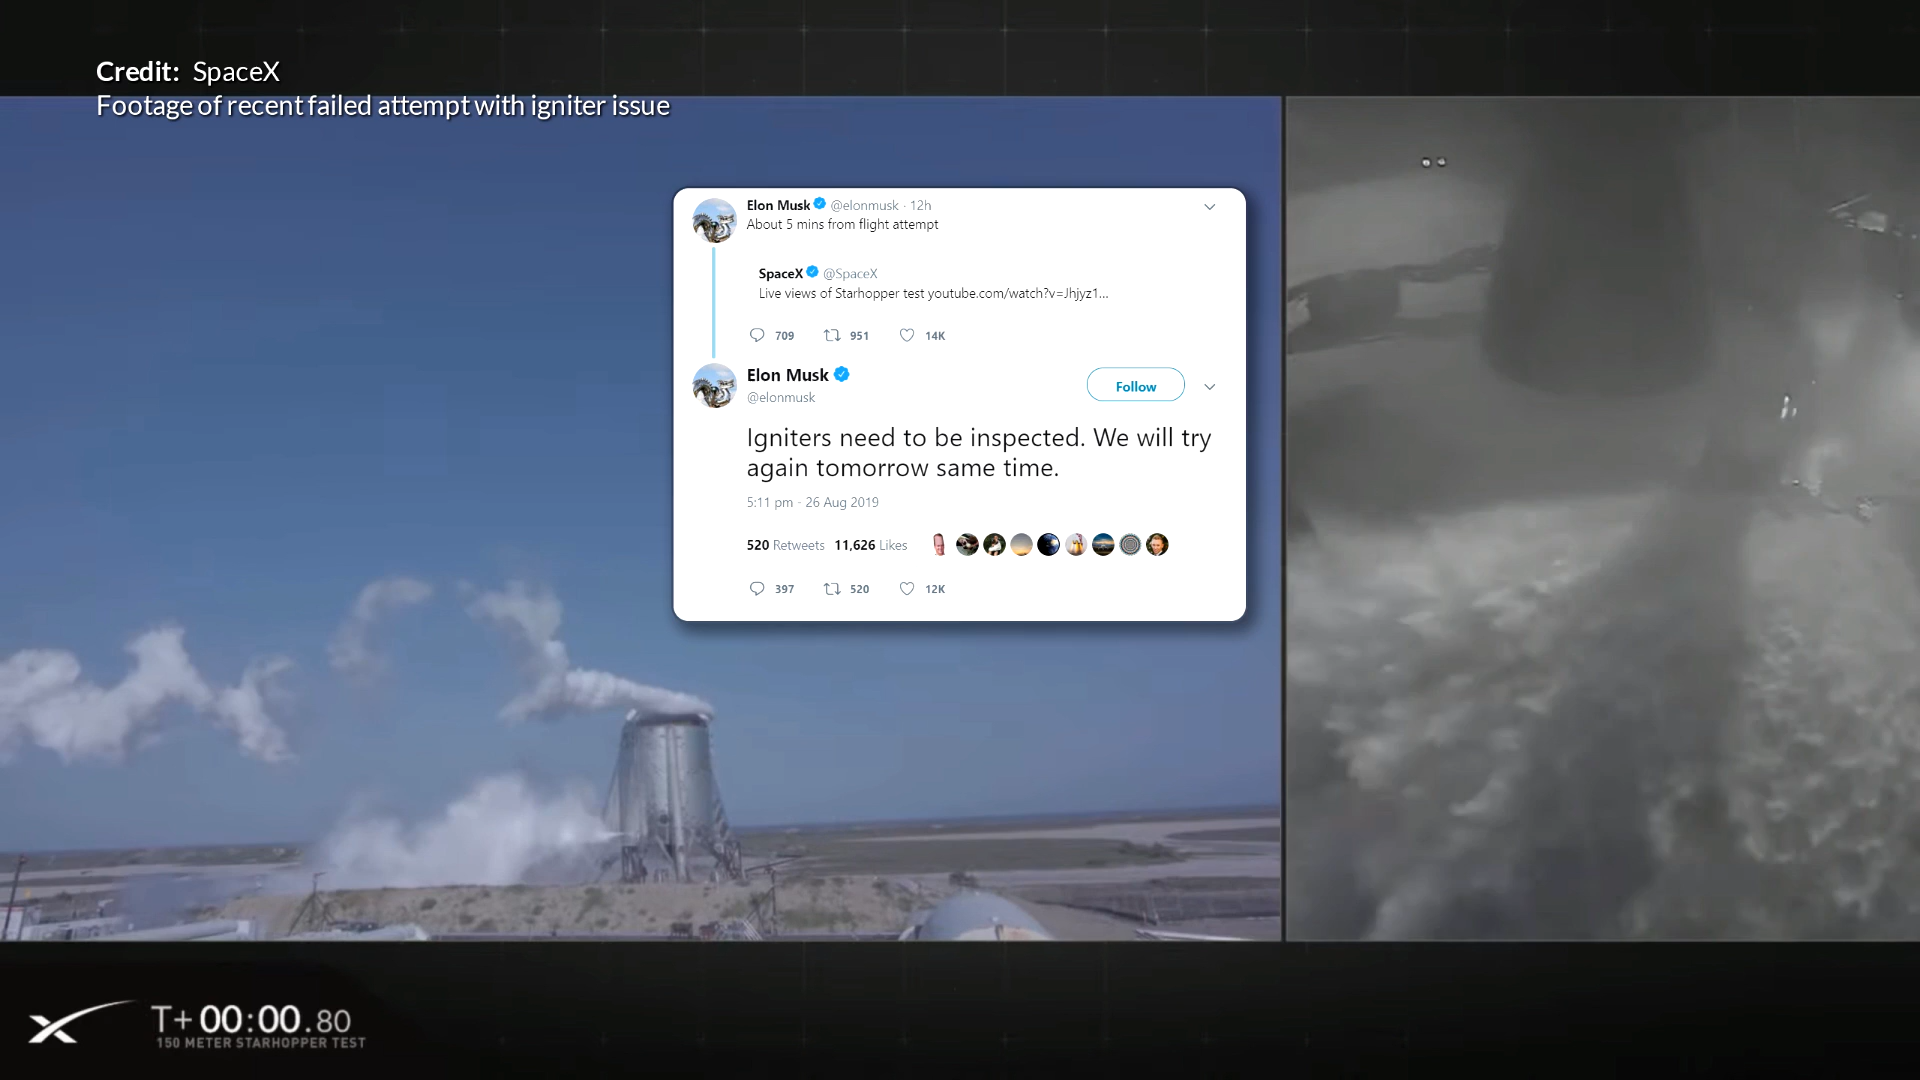 Credit: SpaceX
Footage of recent failed attempt with igniter issue
Elon Musk @elonmusk · 12h
About 5 mins from flight attempt
SpaceX @SpaceX
Live views of Starhopper test youtube.com/watch?v=Jhjyz1...
709 951 14K
Elon Musk
@elonmusk
Follow
Igniters need to be inspected. We will try
again tomorrow same time.
5:11 pm - 26 Aug 2019
520 Retweets 11,626 Likes
397 520 12K
T+00:00.80
150 METER STARHOPPER TEST